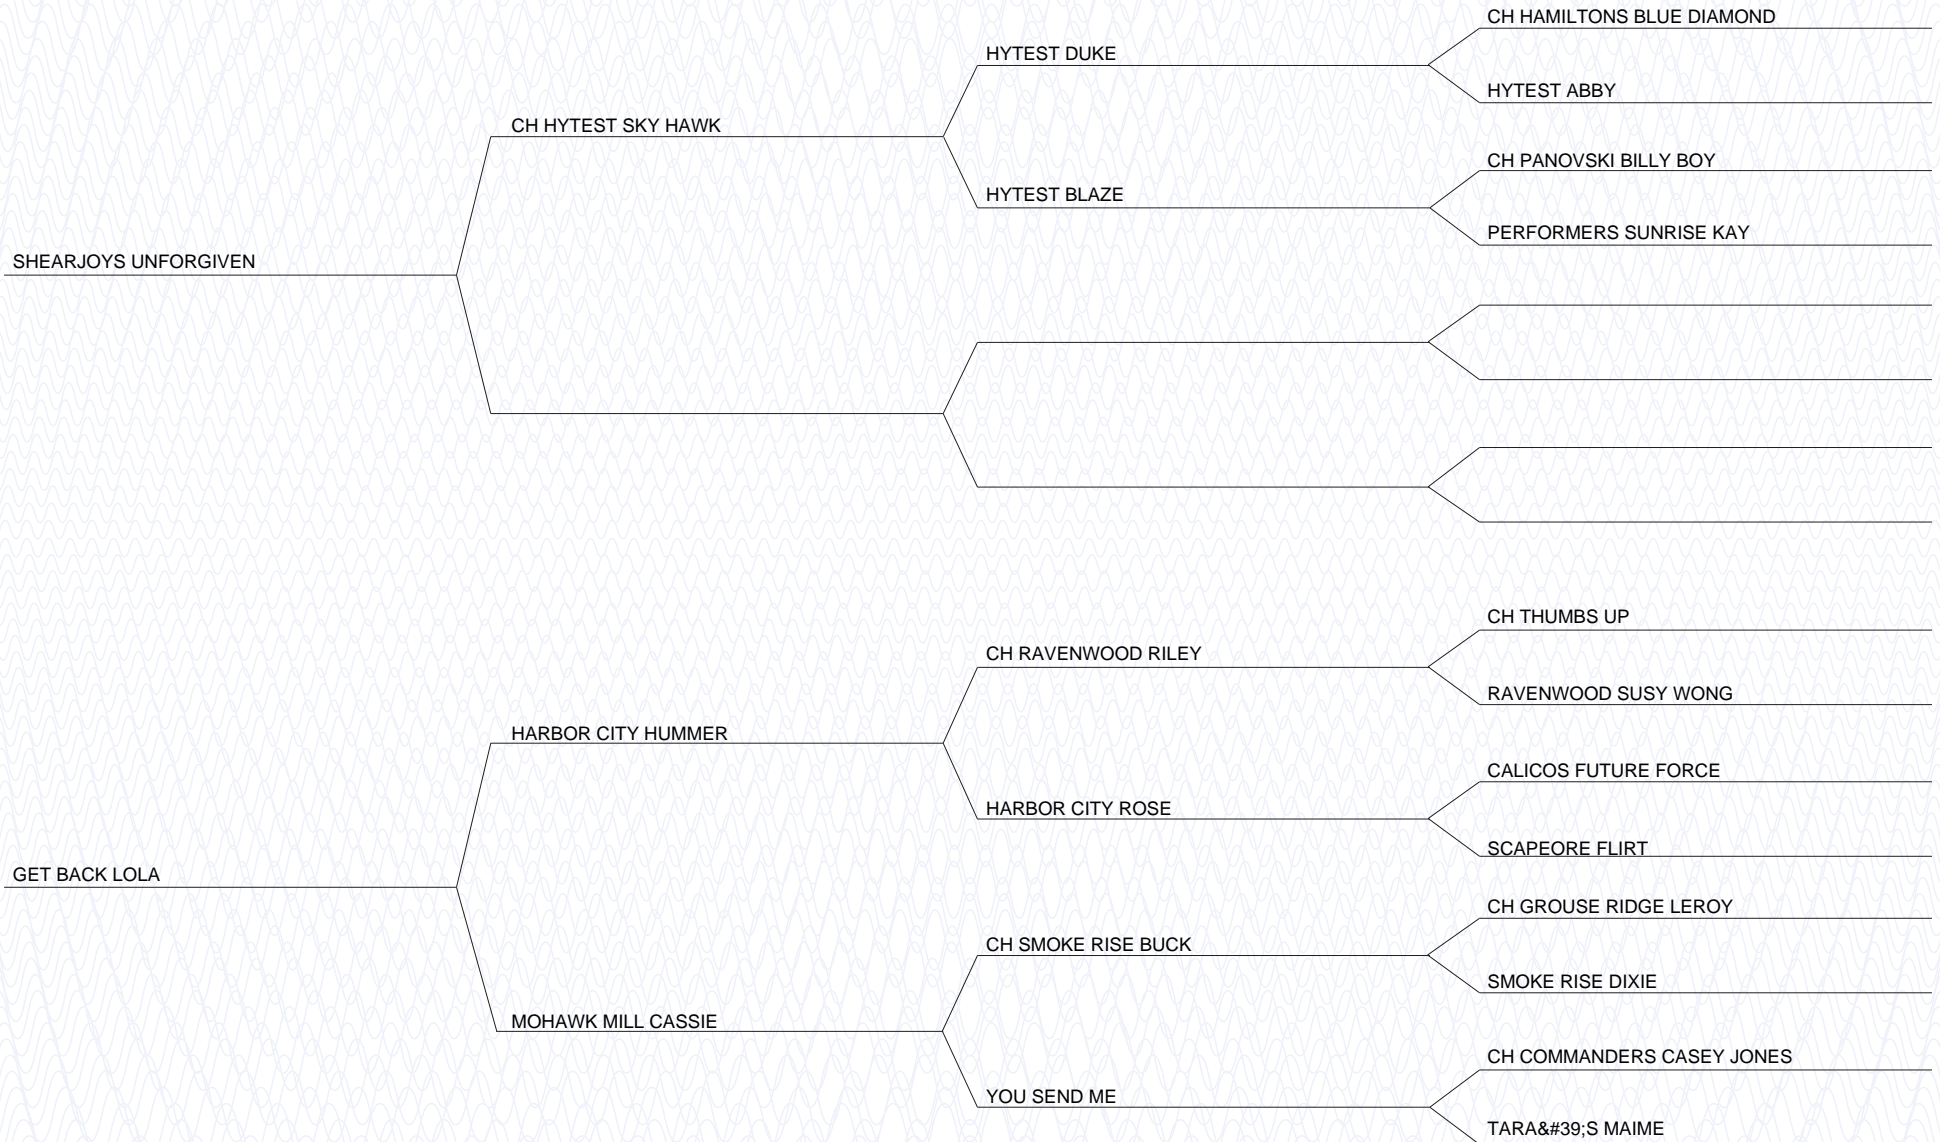 CH HAMILTONS BLUE DIAMOND
HYTEST DUKE
HYTEST ABBY
CH HYTEST SKY HAWK
CH PANOVSKI BILLY BOY
HYTEST BLAZE
PERFORMERS SUNRISE KAY
SHEARJOYS UNFORGIVEN
CH THUMBS UP
CH RAVENWOOD RILEY
RAVENWOOD SUSY WONG
HARBOR CITY HUMMER
CALICOS FUTURE FORCE
HARBOR CITY ROSE
SCAPEORE FLIRT
GET BACK LOLA
CH GROUSE RIDGE LEROY
CH SMOKE RISE BUCK
SMOKE RISE DIXIE
MOHAWK MILL CASSIE
CH COMMANDERS CASEY JONES
YOU SEND ME
TARA&#39;S MAIME